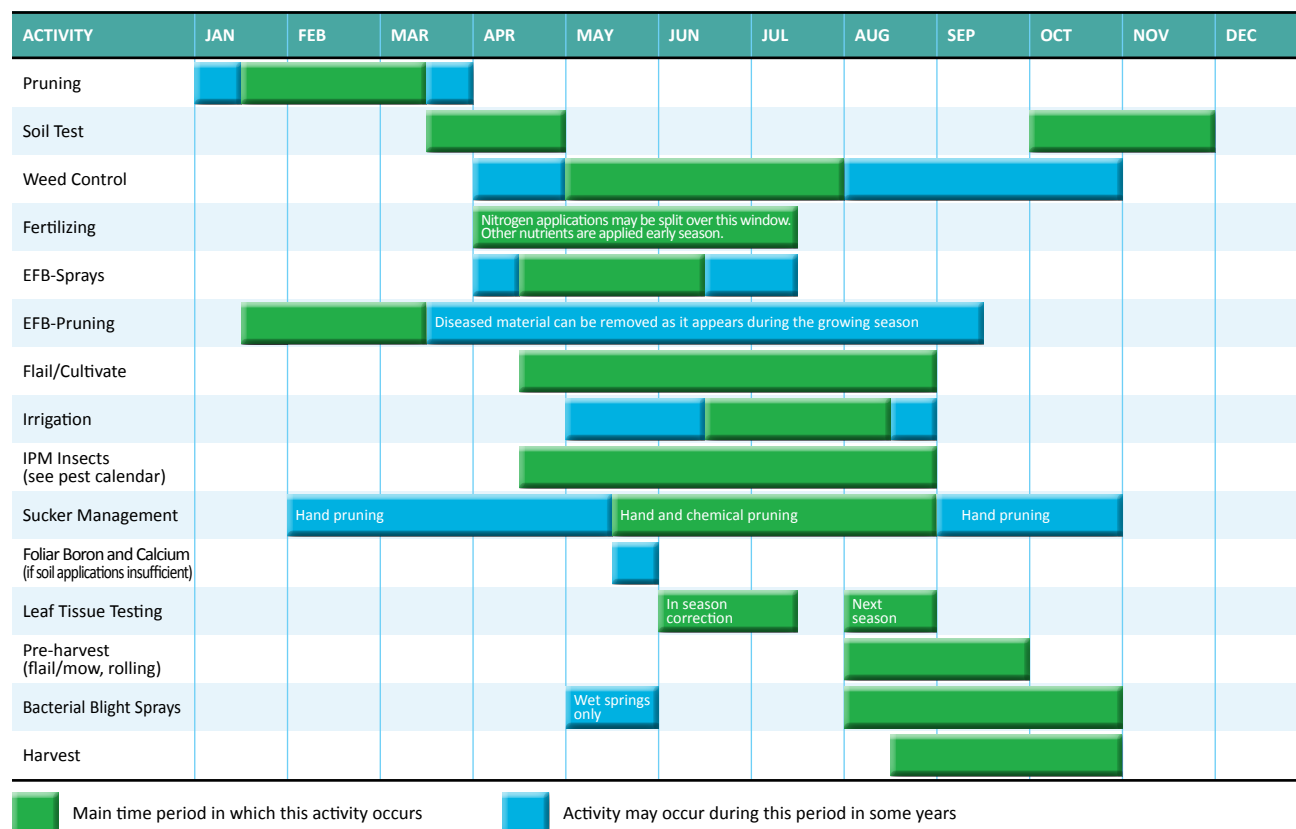 ACTIVITY JAN FEB MAR APR MAY JUN JUL AUG SEP OCT NOV DEC
Pruning
Soil Test
Weed Control
Fertilizing
Nitrogen applications may be split over this window.
Other nutrients are applied early season.
EFB-Sprays
EFB-Pruning
Diseased material can be removed as it appears during the growing season
Flail/Cultivate
Irrigation
IPM Insects
(see pest calendar)
Sucker Management
Hand pruning
Hand and chemical pruning
Hand pruning
Foliar Boron and Calcium
(if soil applications insufficient)
Leaf Tissue Testing
In season
correction
Next
season
Pre-harvest
(flail/mow, rolling)
Bacterial Blight Sprays
Wet springs
only
Harvest
Main time period in which this activity occurs
Activity may occur during this period in some years